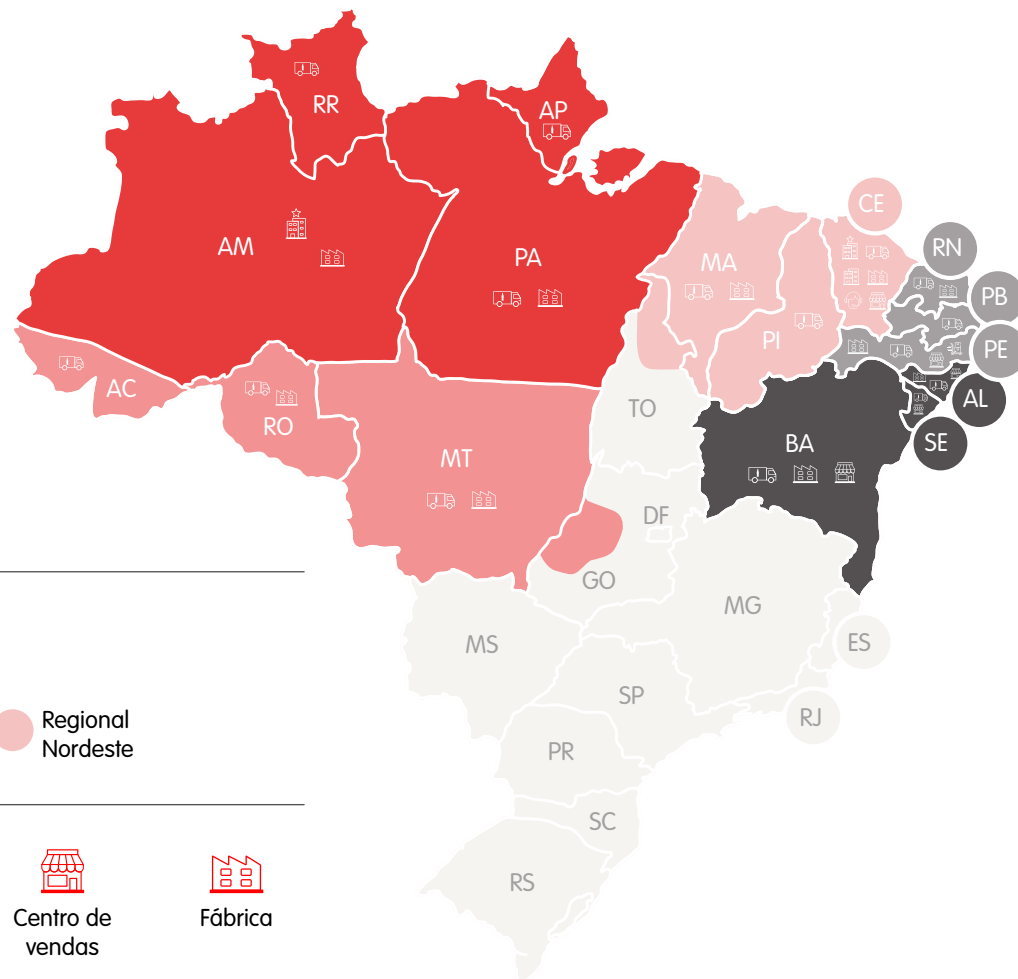 RR
AP
AM
PA
CE
MA
RN
PB
PI
PE
AC
AL
TO
RO
SE
BA
MT
DF
GO
MG
MS
ES
SP
RJ
Regional
Nordeste
PR
SC
RS
Centro de
vendas
Fábrica